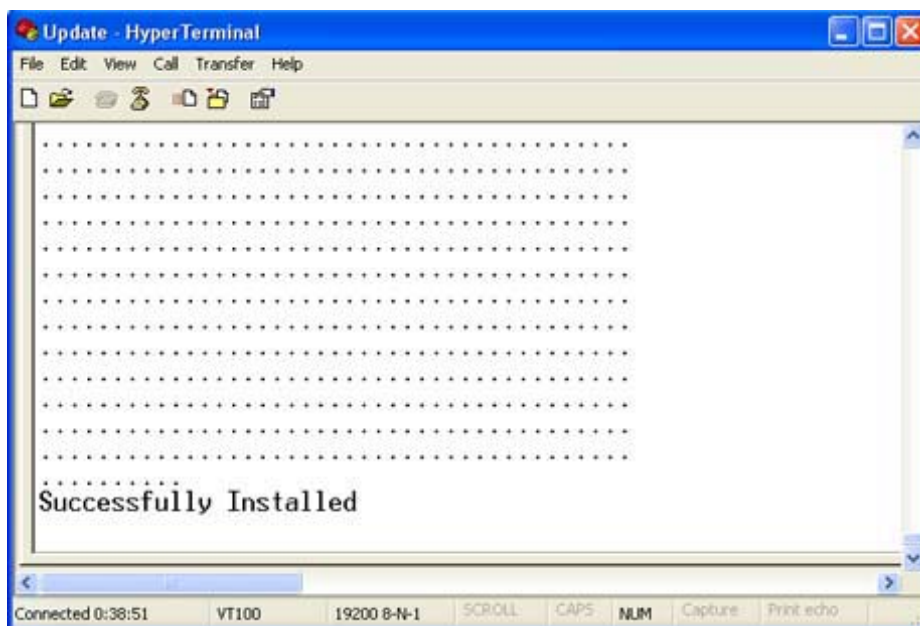 Update - HyperTerminal
File Edit View Call Transfer Help
. . . . . . . . . . . . . . . . . . . . . . . . . . . . . . . . . . . . . . . . .
. . . . . . . . . . . . . . . . . . . . . . . . . . . . . . . . . . . . . . . . .
. . . . . . . . . . . . . . . . . . . . . . . . . . . . . . . . . . . . . . . . .
. . . . . . . . . . . . . . . . . . . . . . . . . . . . . . . . . . . . . . . . .
. . . . . . . . . . . . . . . . . . . . . . . . . . . . . . . . . . . . . . . . .
. . . . . . . . . . . . . . . . . . . . . . . . . . . . . . . . . . . . . . . . .
. . . . . . . . . . . . . . . . . . . . . . . . . . . . . . . . . . . . . . . . .
. . . . . . . . . . . . . . . . . . . . . . . . . . . . . . . . . . . . . . . . .
. . . . . . . . . . . . . . . . . . . . . . . . . . . . . . . . . . . . . . . . .
. . . . . . . . . . . . . . . . . . . . . . . . . . . . . . . . . . . . . . . . .
. . . . . . . . . . . . . . . . . . . . . . . . . . . . . . . . . . . . . . . . .
. . . . . . . . . . . . . . . . . . . . . . . . . . . . . . . . . . . . . . . . .
. . . . . . . . . . . . . . . . . . . . . . . . . . . . . . . . . . . . . . . . .
. . . . . . . . . .
Successfully Installed
Connected 0:38:51 VT100 19200 8-N-1 SCROLL CAPS NUM Capture Print echo